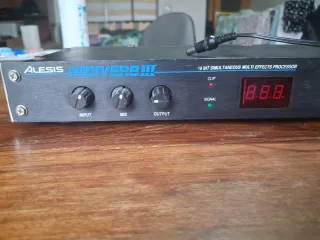 ALESIS MIDIVERB III
16 BIT SIMULTANEOUS MULTI EFFECTS PROCESSOR
CLIP
SIGNAL
INPUT MIX OUTPUT